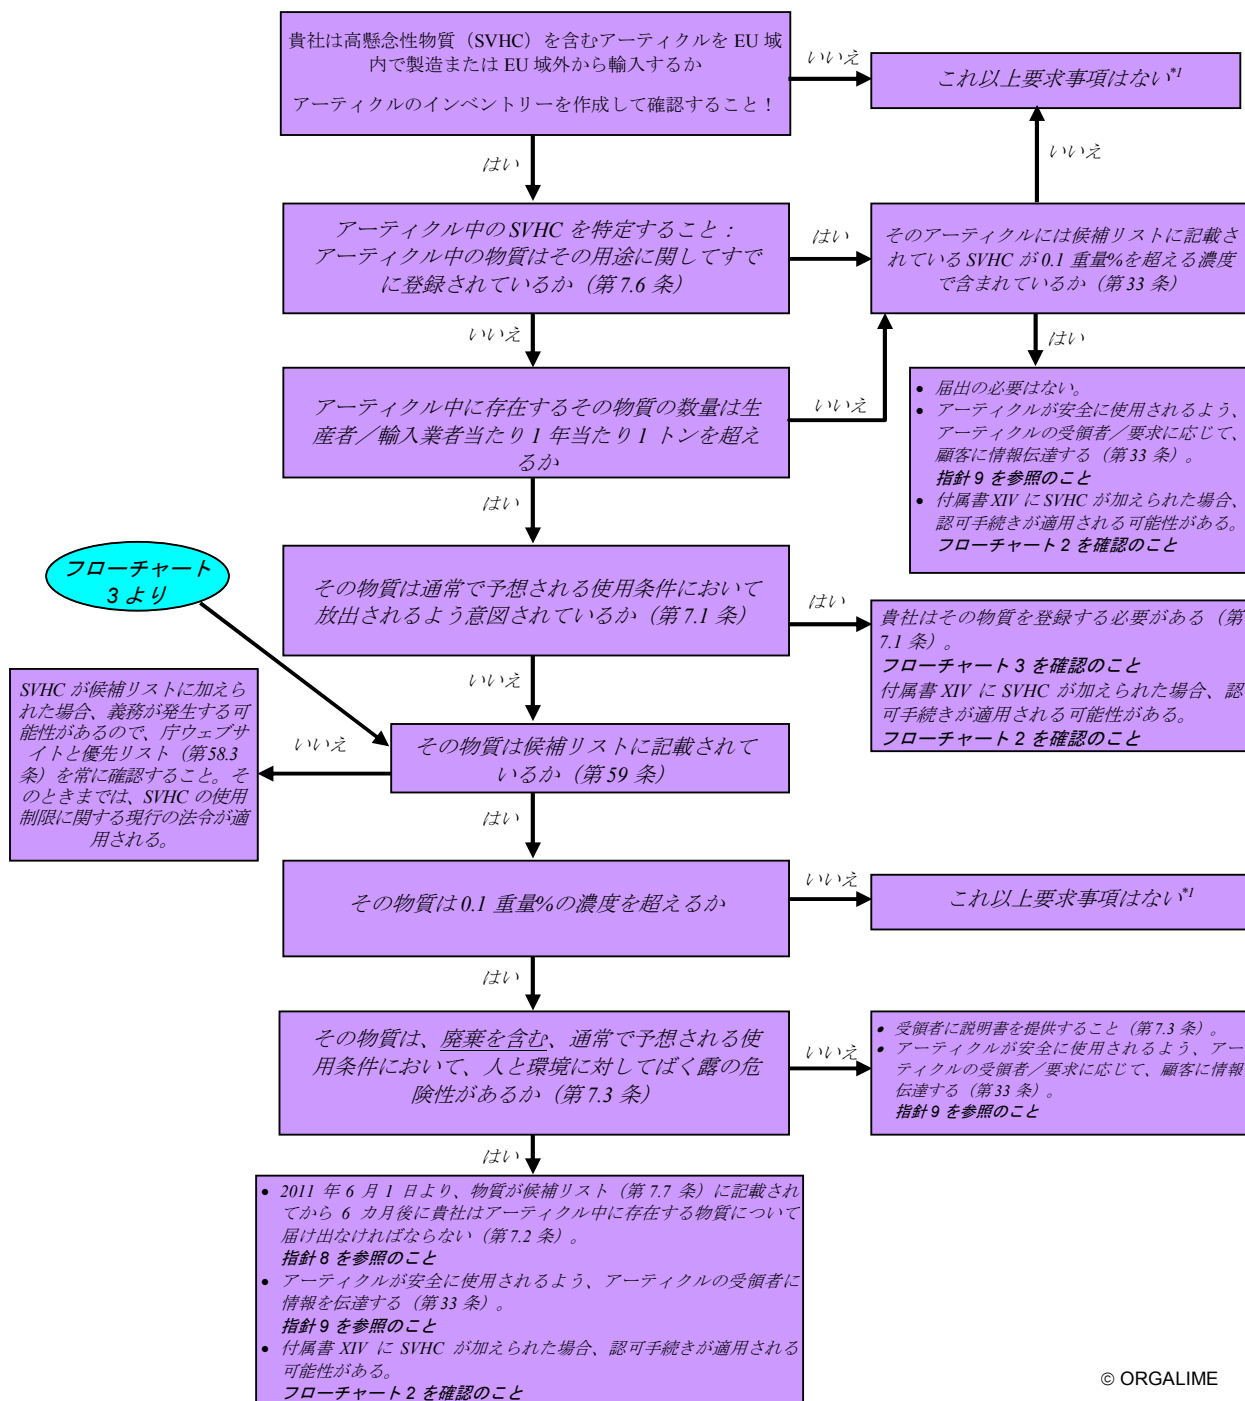 貴社は高懸念性物質（SVHC）を含むアーティクルを EU 域
内で製造または EU 域外から輸入するか
アーティクルのインベントリーを作成して確認すること！
いいえ
これ以上要求事項はない*1
はい
いいえ
アーティクル中の SVHC を特定すること：
アーティクル中の物質はその用途に関してすで
に登録されているか（第 7.6 条）
はい
そのアーティクルには候補リストに記載さ
れている SVHC が 0.1 重量%を超える濃度
で含まれているか（第 33 条）
いいえ
はい
アーティクル中に存在するその物質の数量は生
産者／輸入業者当たり 1 年当たり 1 トンを超え
るか
いいえ
• 届出の必要はない。
• アーティクルが安全に使用されるよう、
アーティクルの受領者／要求に応じて、
顧客に情報伝達する（第 33 条）。
指針 9 を参照のこと
• 付属書 XIV に SVHC が加えられた場合、
認可手続きが適用される可能性がある。
フローチャート 2 を確認のこと
はい
フローチャート
3 より
その物質は通常で予想される使用条件において
放出されるよう意図されているか（第 7.1 条）
はい
貴社はその物質を登録する必要がある（第
7.1 条）。
フローチャート 3 を確認のこと
付属書 XIV に SVHC が加えられた場合、認
可手続きが適用される可能性がある。
フローチャート 2 を確認のこと
いいえ
SVHC が候補リストに加えら
れた場合、義務が発生する可
能性があるので、庁ウェブサ
イトと優先リスト（第 58.3
条）を常に確認すること。そ
のときまでは、SVHC の使用
制限に関する現行の法令が適
用される。
いいえ
その物質は候補リストに記載されて
いるか（第 59 条）
はい
その物質は 0.1 重量%の濃度を超えるか
いいえ
これ以上要求事項はない*1
はい
その物質は、廃棄を含む、通常で予想される使
用条件において、人と環境に対してばく露の危
険性があるか（第 7.3 条）
いいえ
• 受領者に説明書を提供すること（第 7.3 条）。
• アーティクルが安全に使用されるよう、アー
ティクルの受領者／要求に応じて、顧客に情報
伝達する（第 33 条）。
指針 9 を参照のこと
はい
• 2011 年 6 月 1 日より、物質が候補リスト（第 7.7 条）に記載され
てから 6 カ月後に貴社はアーティクル中に存在する物質について
届け出なければならない（第 7.2 条）。
指針 8 を参照のこと
• アーティクルが安全に使用されるよう、アーティクルの受領者に
情報を伝達する（第 33 条）。
指針 9 を参照のこと
• 付属書 XIV に SVHC が加えられた場合、認可手続きが適用される
可能性がある。
フローチャート 2 を確認のこと
© ORGALIME